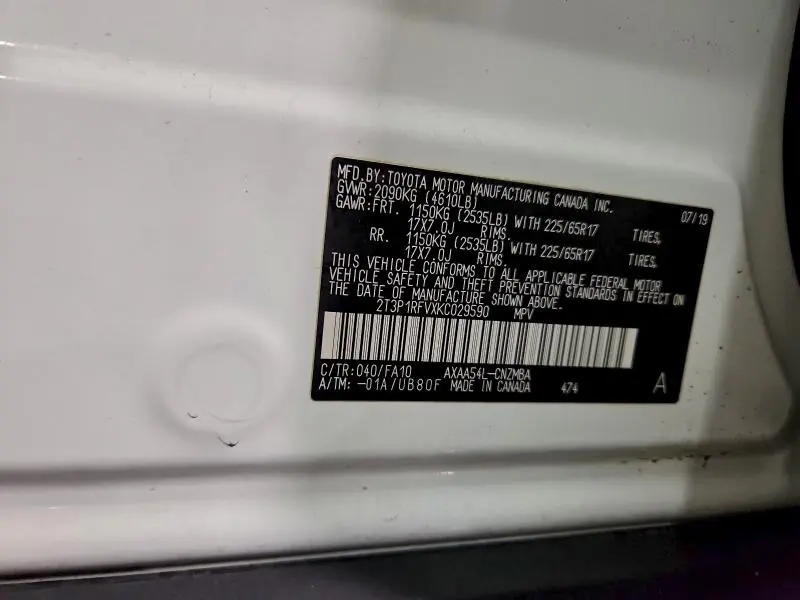 MFD.BY:TOYOTA MOTOR MANUFACTURING CANADA INC.
GVWR:2090KG (4610LB) 07/19
GAWR:FRT. 1150KG (2535LB) WITH 225/65R17 TIRES,
17X7.0J RIMS,
RR. 1150KG (2535LB) WITH 225/65R17 TIRES,
17X7.0J RIMS.
THIS VEHICLE CONFORMS TO ALL APPLICABLE FEDERAL MOTOR
VEHICLE SAFETY AND THEFT PREVENTION STANDARDS IN EFFECT ON
THE DATE OF MANUFACTURE SHOWN ABOVE.
2T3P1RFVXKC029590 MPV
C/TR:040/FA10 AXAA54L-CNZMBA
A/TM:-01A/UB80F MADE IN CANADA 474 A